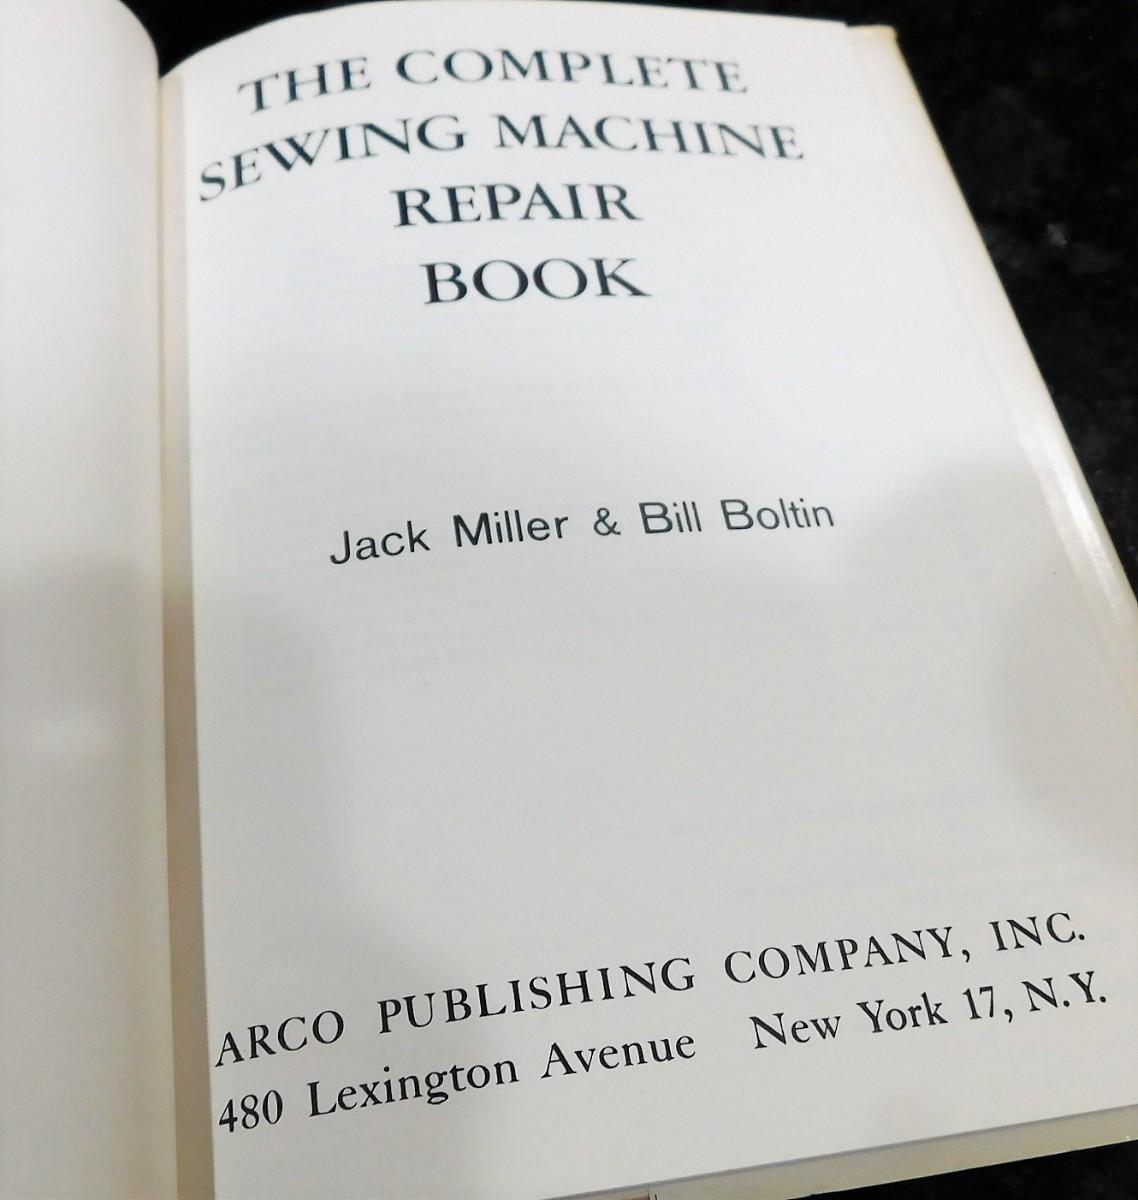 THE COMPLETE
SEWING MACHINE
REPAIR
BOOK
Jack Miller & Bill Boltin
ARCO PUBLISHING COMPANY, INC.
480 Lexington Avenue New York 17, N.Y.